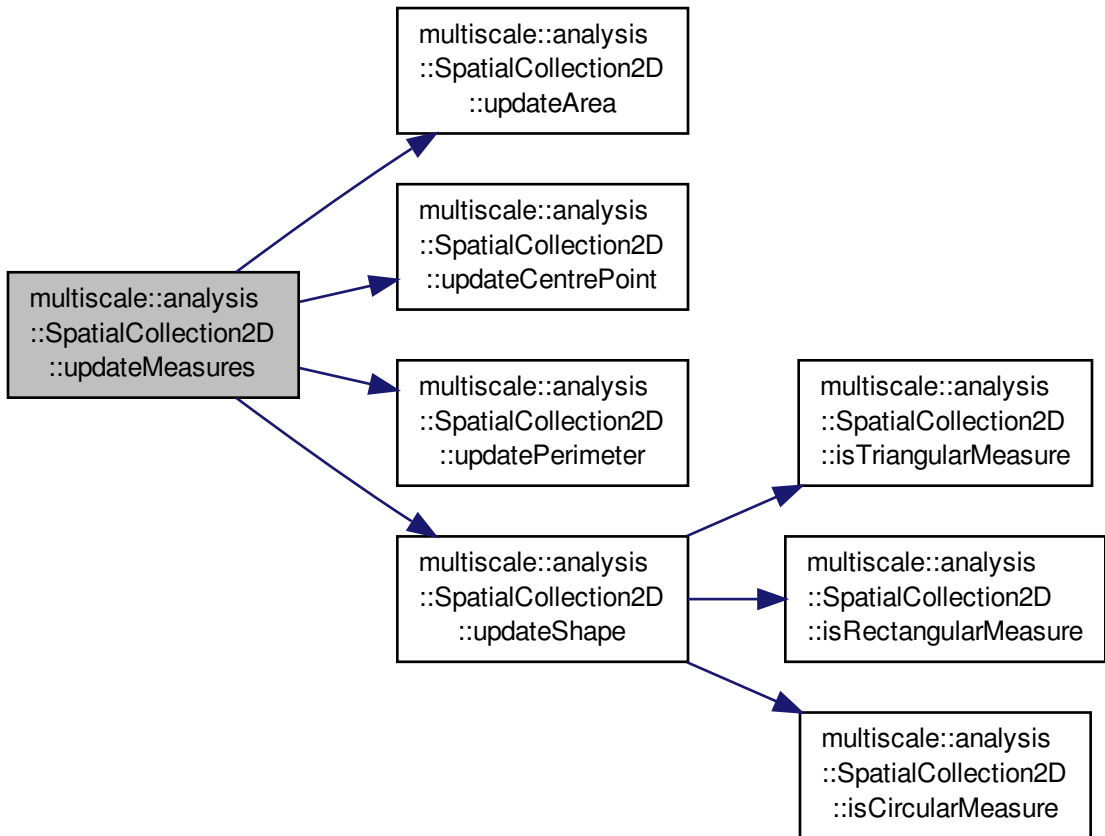 multiscale::analysis
::SpatialCollection2D
::updateArea
multiscale::analysis
::SpatialCollection2D
::updateCentrePoint
multiscale::analysis
::SpatialCollection2D
::updateMeasures
multiscale::analysis
::SpatialCollection2D
::updatePerimeter
multiscale::analysis
::SpatialCollection2D
::isTriangularMeasure
multiscale::analysis
::SpatialCollection2D
::updateShape
multiscale::analysis
::SpatialCollection2D
::isRectangularMeasure
multiscale::analysis
::SpatialCollection2D
::isCircularMeasure